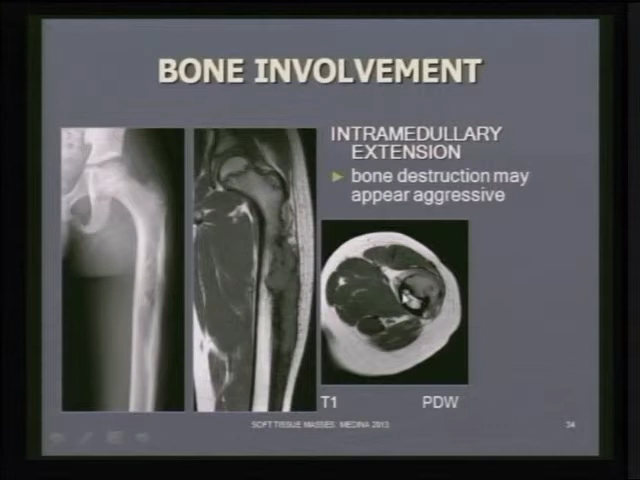 BONE INVOLVEMENT
INTRAMEDULLARY
EXTENSION
bone destruction may
appear aggressive
T1 PDW
SOFT TISSUE MASSES. MEDINA 2013 34